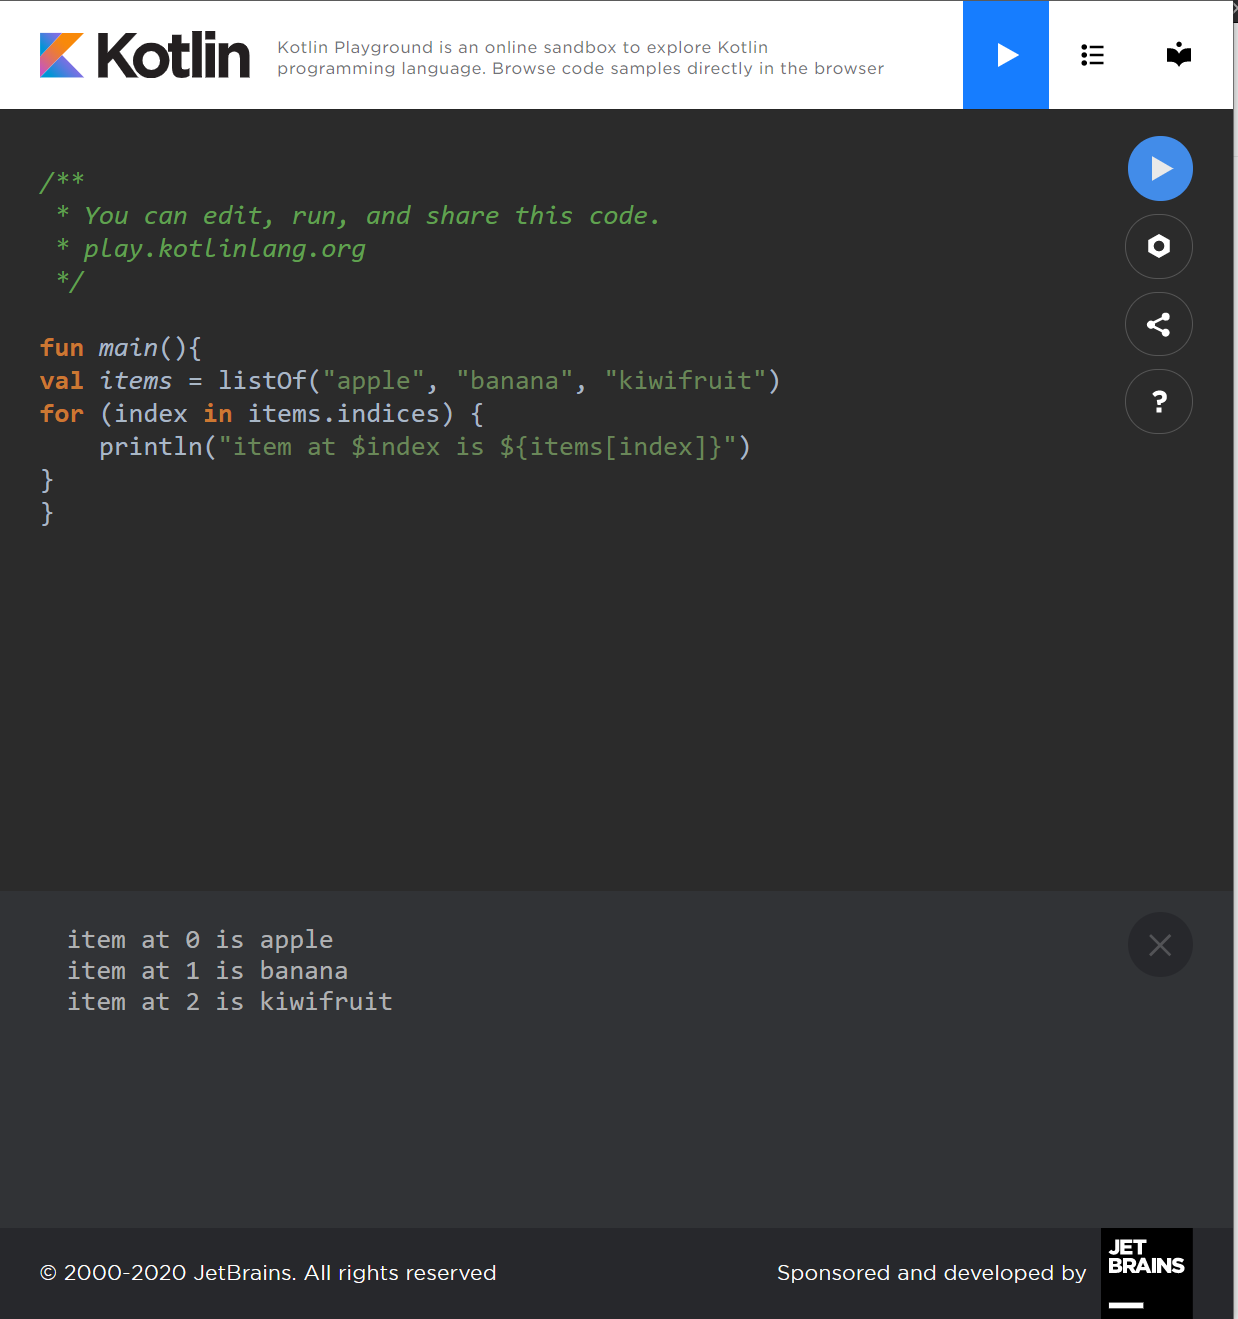 Kotlin
Kotlin Playground is an online sandbox to explore Kotlin
programming language. Browse code samples directly in the browser
/**
 * You can edit, run, and share this code.
 * play.kotlinlang.org
 */
fun main(){
val items = listOf("apple", "banana", "kiwifruit")
for (index in items.indices) {
    println("item at $index is ${items[index]}")
}
}
?
item at 0 is apple
item at 1 is banana
item at 2 is kiwifruit
© 2000-2020 JetBrains. All rights reserved
Sponsored and developed by
JET
BRAINS